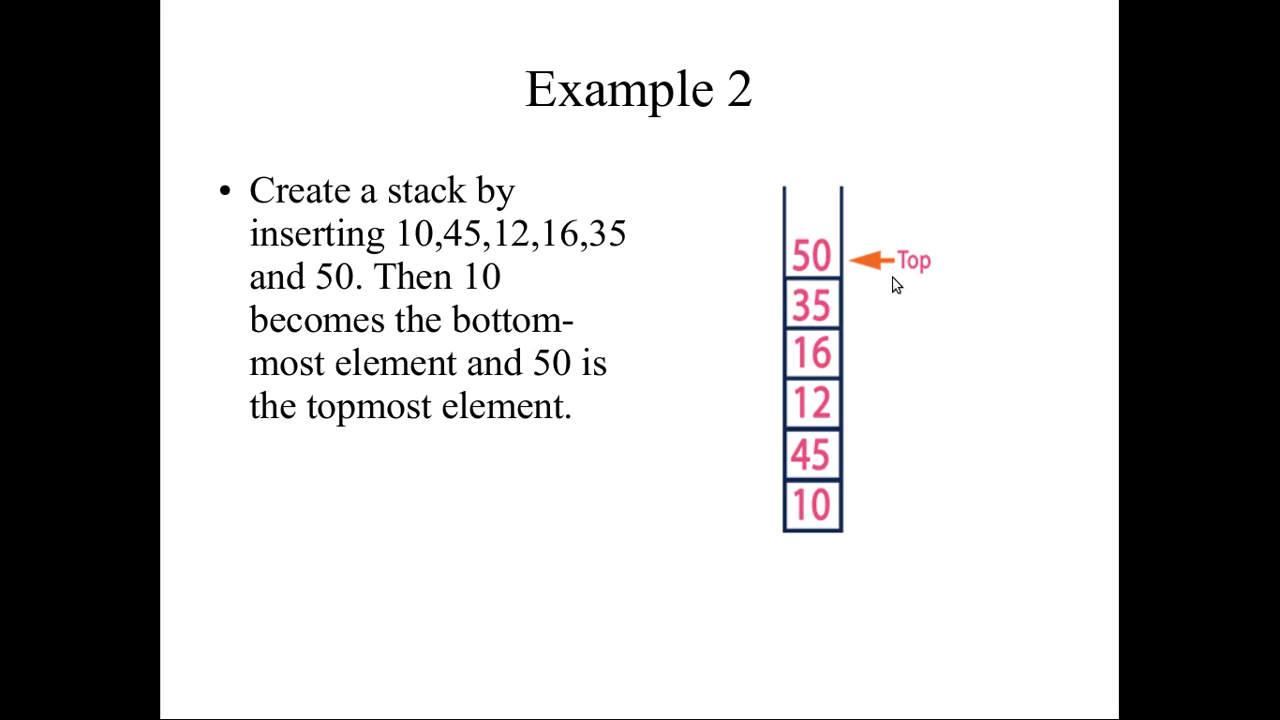 Example 2
• Create a stack by
inserting 10,45,12,16,35
and 50. Then 10
becomes the bottom-
most element and 50 is
the topmost element.
50
Top
35
16
12
45
10